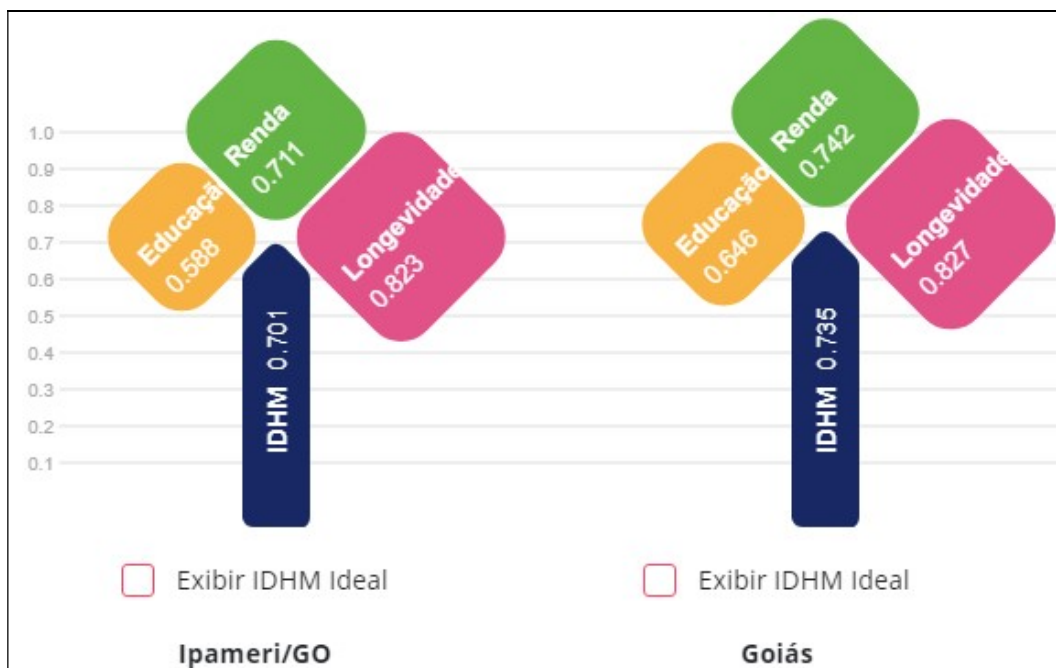 1.0
0.9
0.8
0.7
0.6
0.5
0.4
0.3
0.2
0.1
Renda
0.711
Educação
0.588
Longevidade
0.823
IDHM 0.701
Renda
0.742
Educação
0.646
Longevidade
0.827
IDHM 0.735
Exibir IDHM Ideal
Exibir IDHM Ideal
Ipameri/GO
Goiás